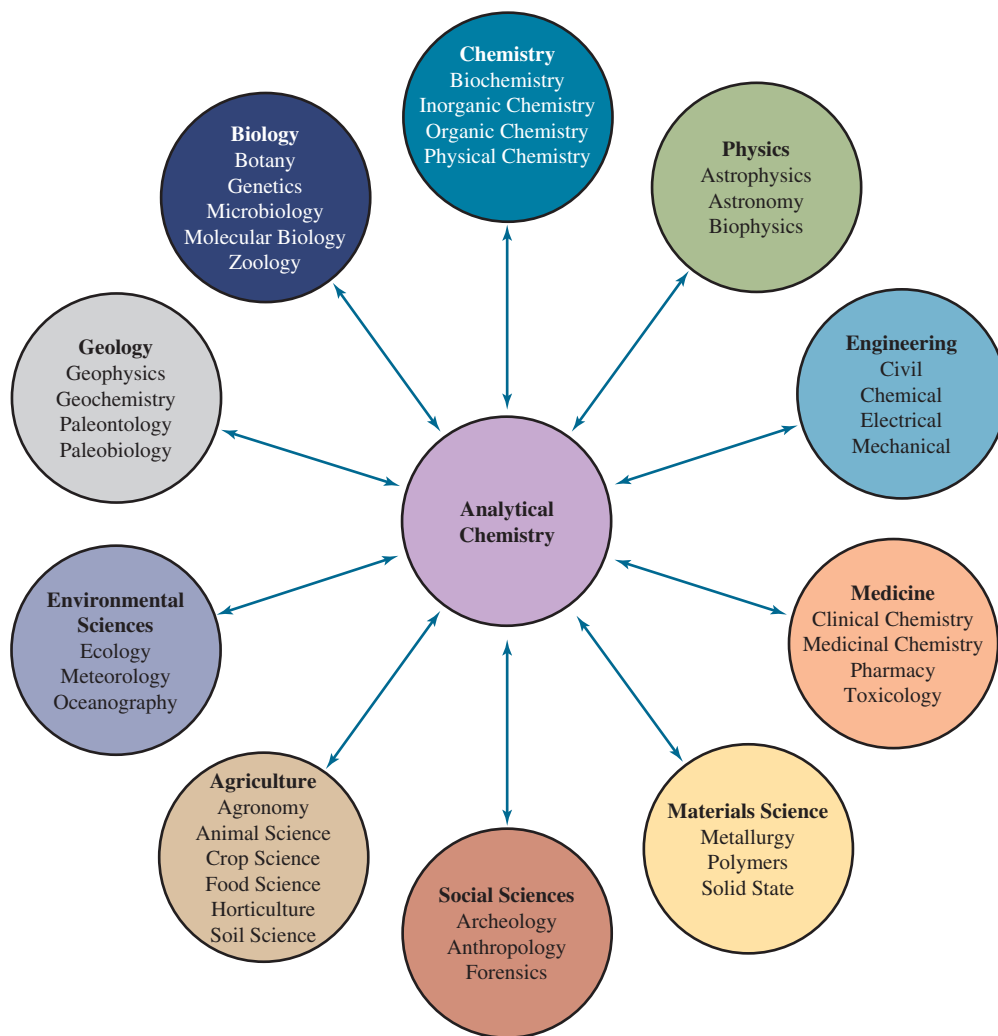 Chemistry
Biochemistry
Inorganic Chemistry
Organic Chemistry
Physical Chemistry
Biology
Botany
Genetics
Microbiology
Molecular Biology
Zoology
Physics
Astrophysics
Astronomy
Biophysics
Geology
Geophysics
Geochemistry
Paleontology
Paleobiology
Engineering
Civil
Chemical
Electrical
Mechanical
Analytical
Chemistry
Environmental
Sciences
Ecology
Meteorology
Oceanography
Medicine
Clinical Chemistry
Medicinal Chemistry
Pharmacy
Toxicology
Agriculture
Agronomy
Animal Science
Crop Science
Food Science
Horticulture
Soil Science
Social Sciences
Archeology
Anthropology
Forensics
Materials Science
Metallurgy
Polymers
Solid State